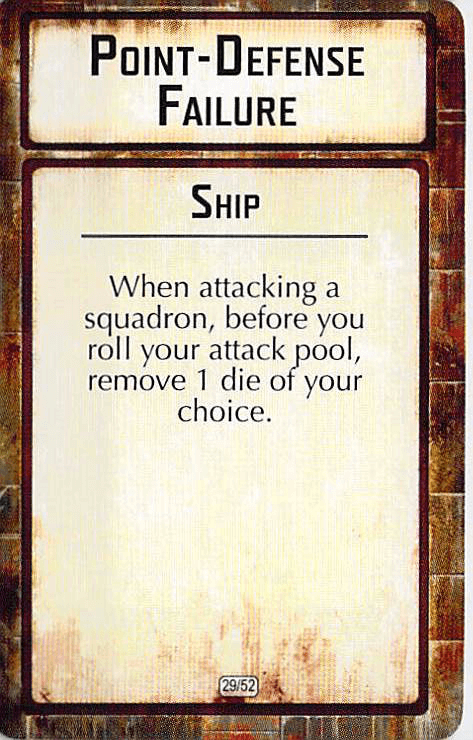 POINT-DEFENSE
FAILURE
SHIP
When attacking a
squadron, before you
roll your attack pool,
remove 1 die of your
choice.
29/52